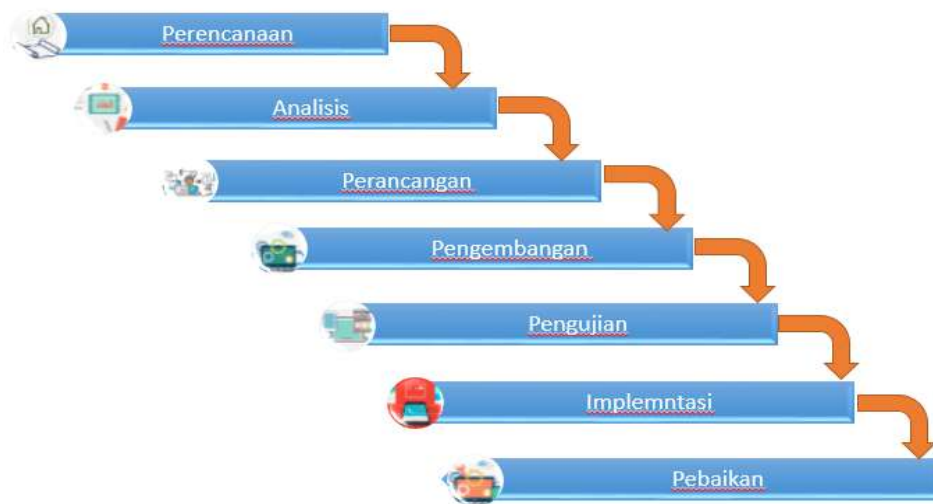 Perencanaan
Analisis
Perancangan
Pengembangan
Pengujian
Implemntasi
Pebaikan